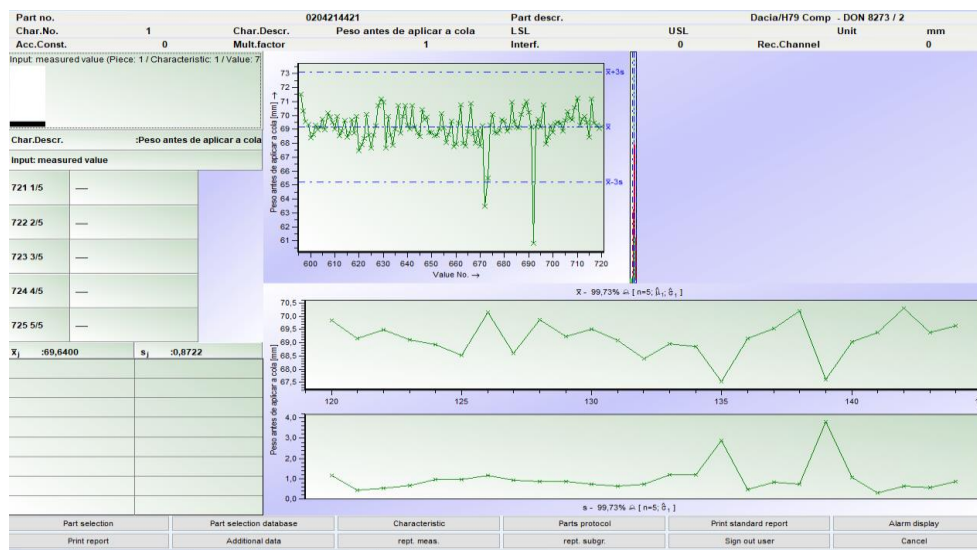 Part no. 0204214421 Part descr. Dacia/H79 Comp - DON 8273 / 2
Char.No. 1 Char.Descr. Peso antes de aplicar a cola LSL USL Unit mm
Acc.Const. 0 Mult.factor 1 Interf. 0 Rec.Channel 0
Input: measured value (Piece: 1 / Characteristic: 1 / Value: 7
Char.Descr. :Peso antes de aplicar a cola
Input: measured value
721 1/5 —
722 2/5 —
723 3/5 —
724 4/5 —
725 5/5 —
x̄j :69,6400 sj :0,8722
Peso antes de aplicar a cola [mm] →
73
72
71
70
69
68
67
66
65
64
63
62
61
x̄+3s
x̄
x̄-3s
600 610 620 630 640 650 660 670 680 690 700 710 720
Value No. →
x̄ - 99,73% [ n=5; μ̂1; σ̂1 ]
Peso antes de aplicar a cola [mm]
70,5
70,0
69,5
69,0
68,5
68,0
67,5
120 125 130 135 140
4,0
3,0
2,0
1,0
0,0
s - 99,73% [ n=5; σ̂1 ]
Part selection Part selection database Characteristic Parts protocol Print standard report Alarm display
Print report Additional data rept. meas. rept. subgr. Sign out user Cancel